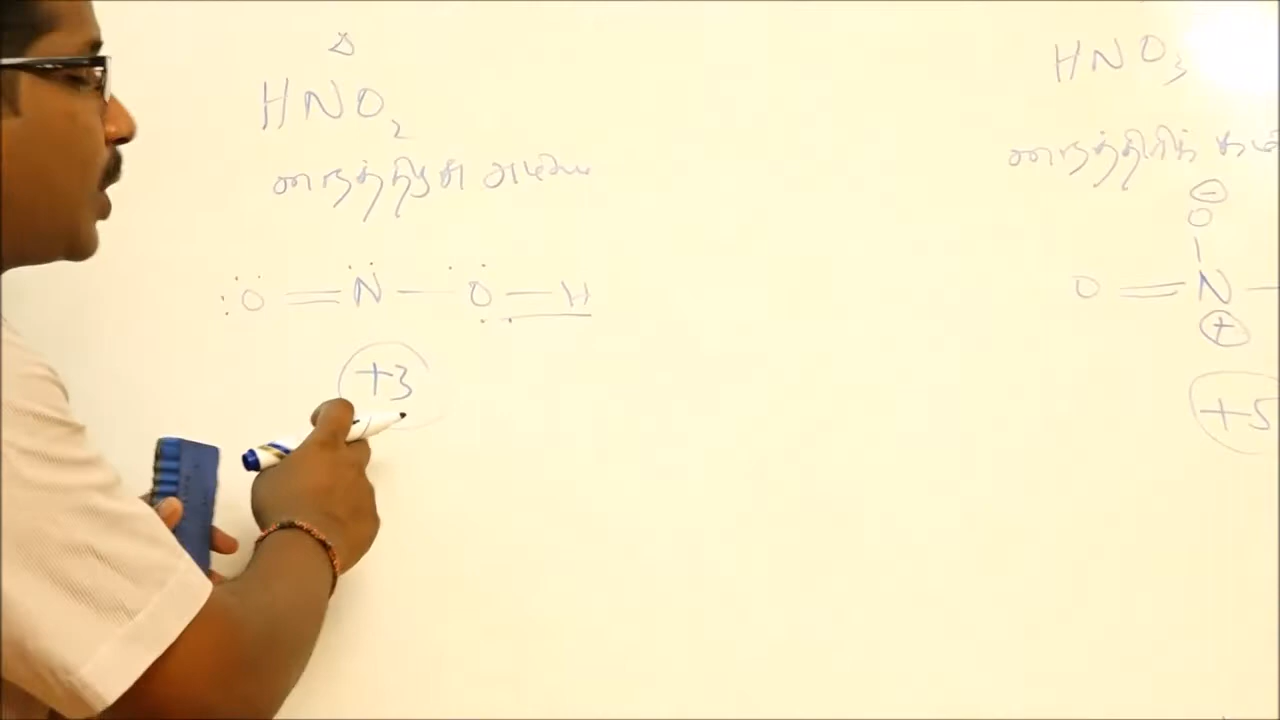 Δ
HNO₂
நைத்திரசு அமிலம்
O = N – O – H
+3
HNO₃
நைத்திரிக்
⊖
O
O = N –
⊕
+5